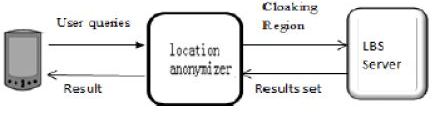 User queries
Cloaking
Region
location
anonymizer
LBS
Server
Result
Results set